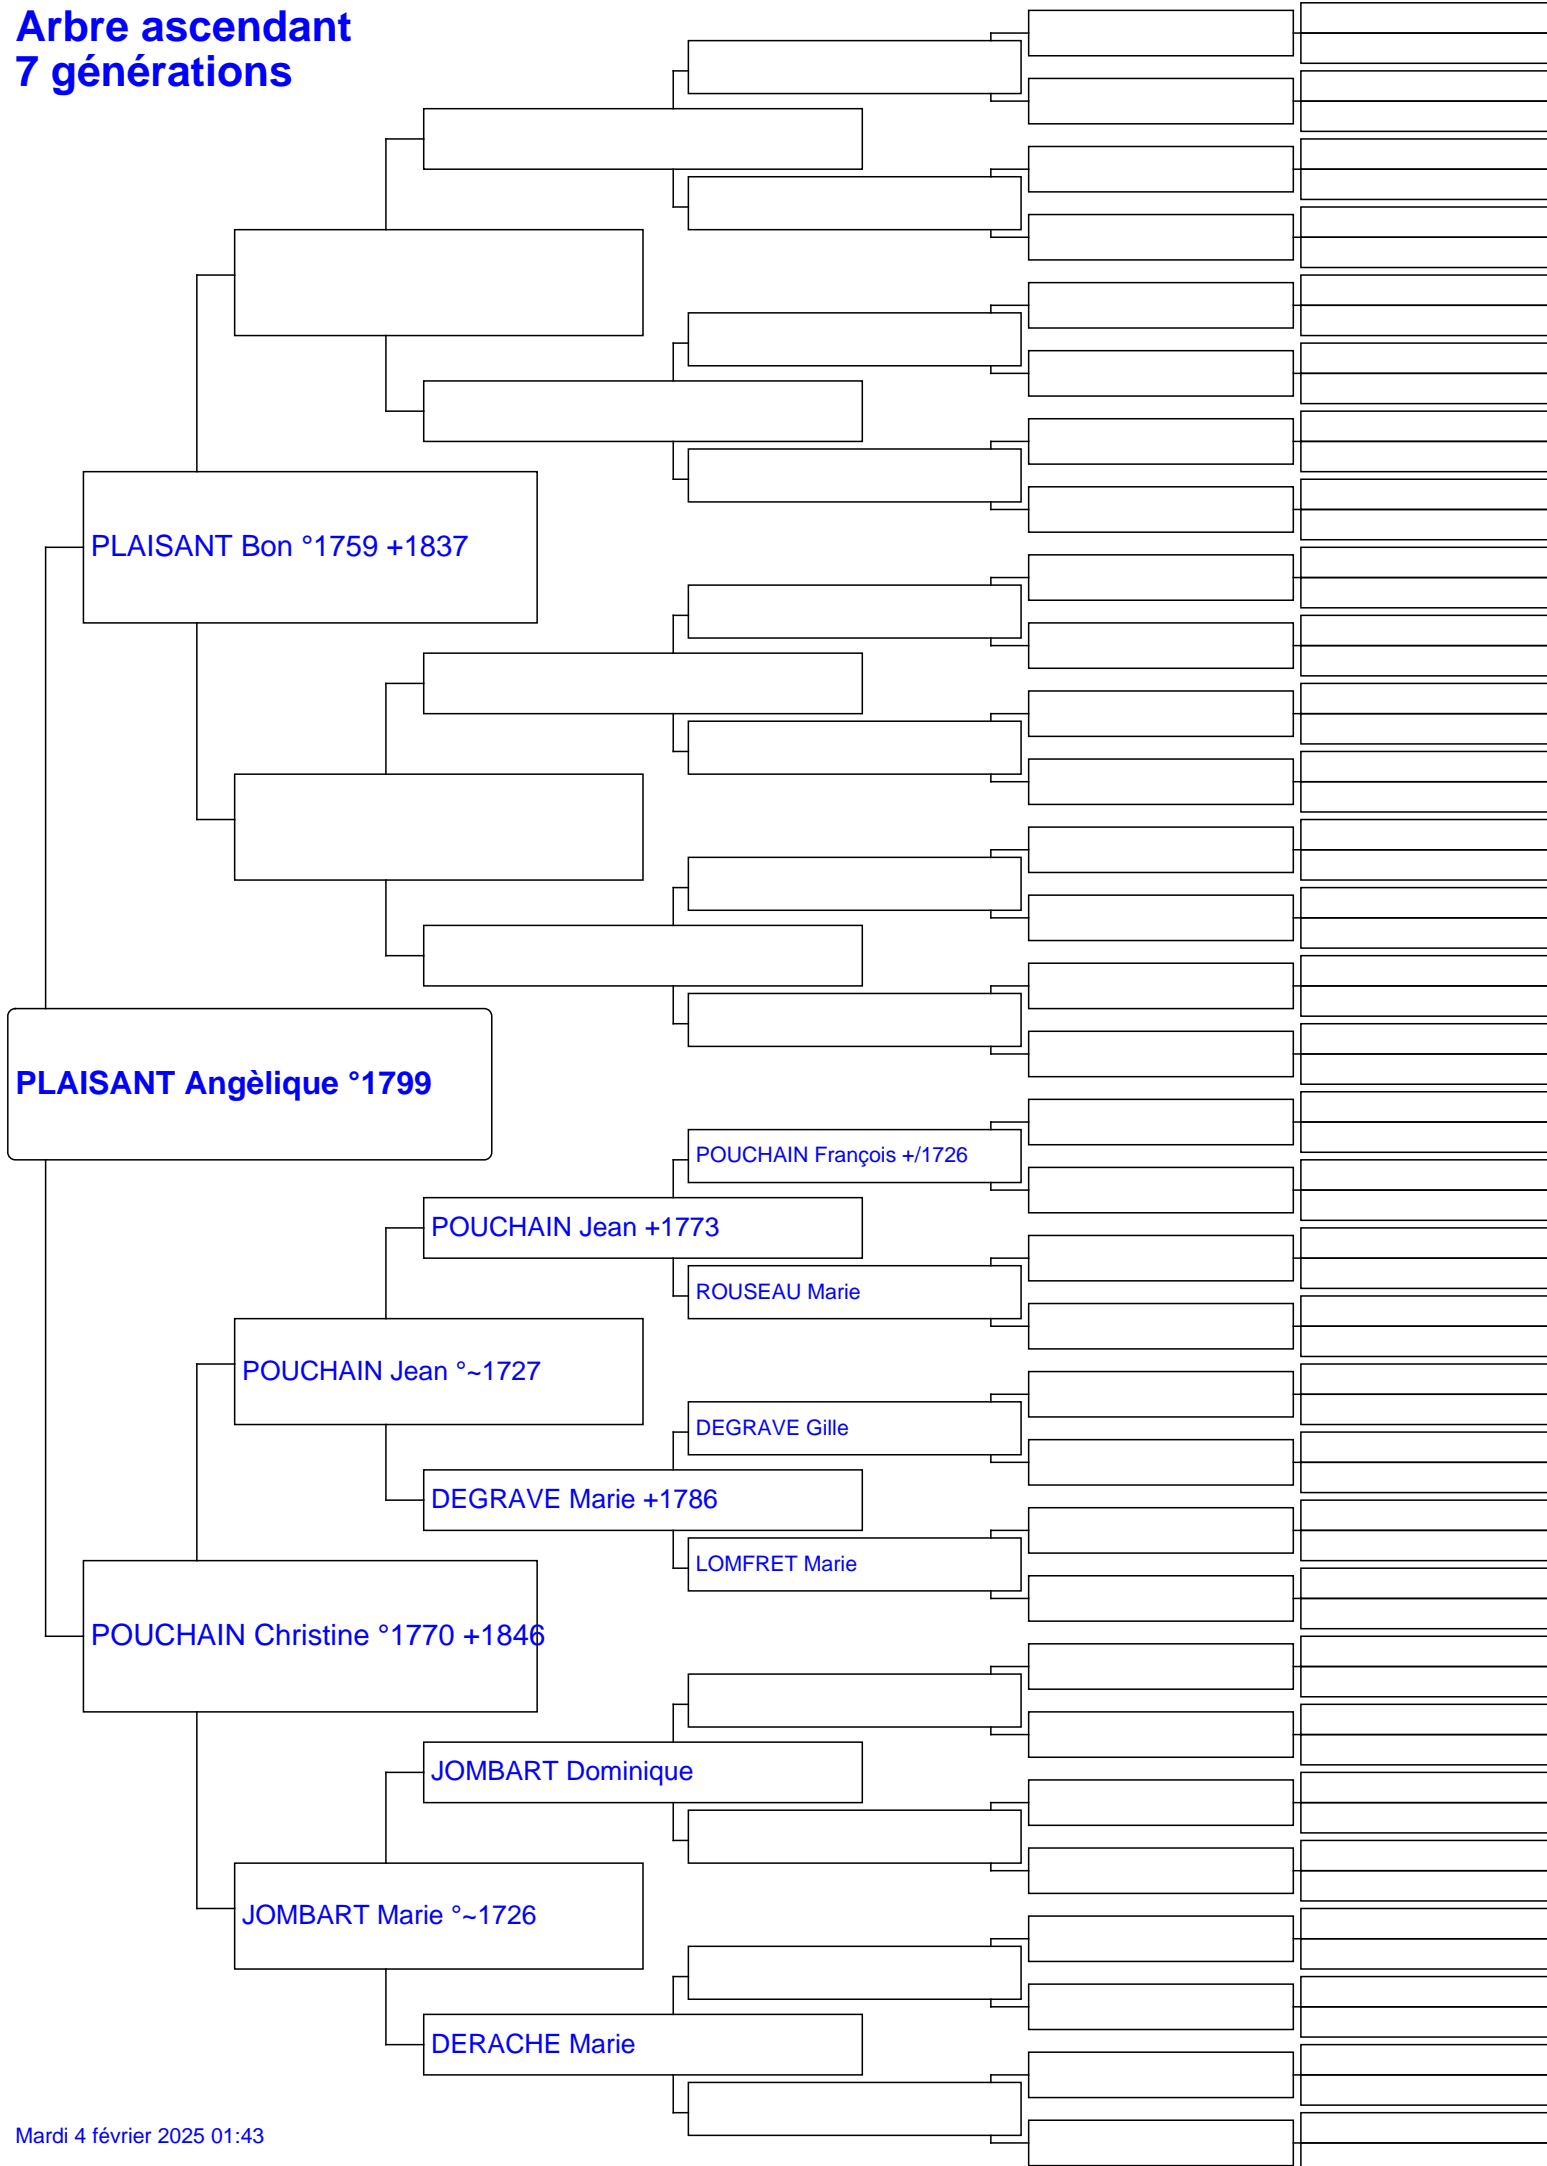 Arbre ascendant
7 générations
PLAISANT Bon °1759 +1837
PLAISANT Angèlique °1799
POUCHAIN François +/1726
POUCHAIN Jean +1773
ROUSEAU Marie
POUCHAIN Jean °~1727
DEGRAVE Gille
DEGRAVE Marie +1786
LOMFRET Marie
POUCHAIN Christine °1770 +1846
JOMBART Dominique
JOMBART Marie °~1726
DERACHE Marie
Mardi 4 février 2025 01:43